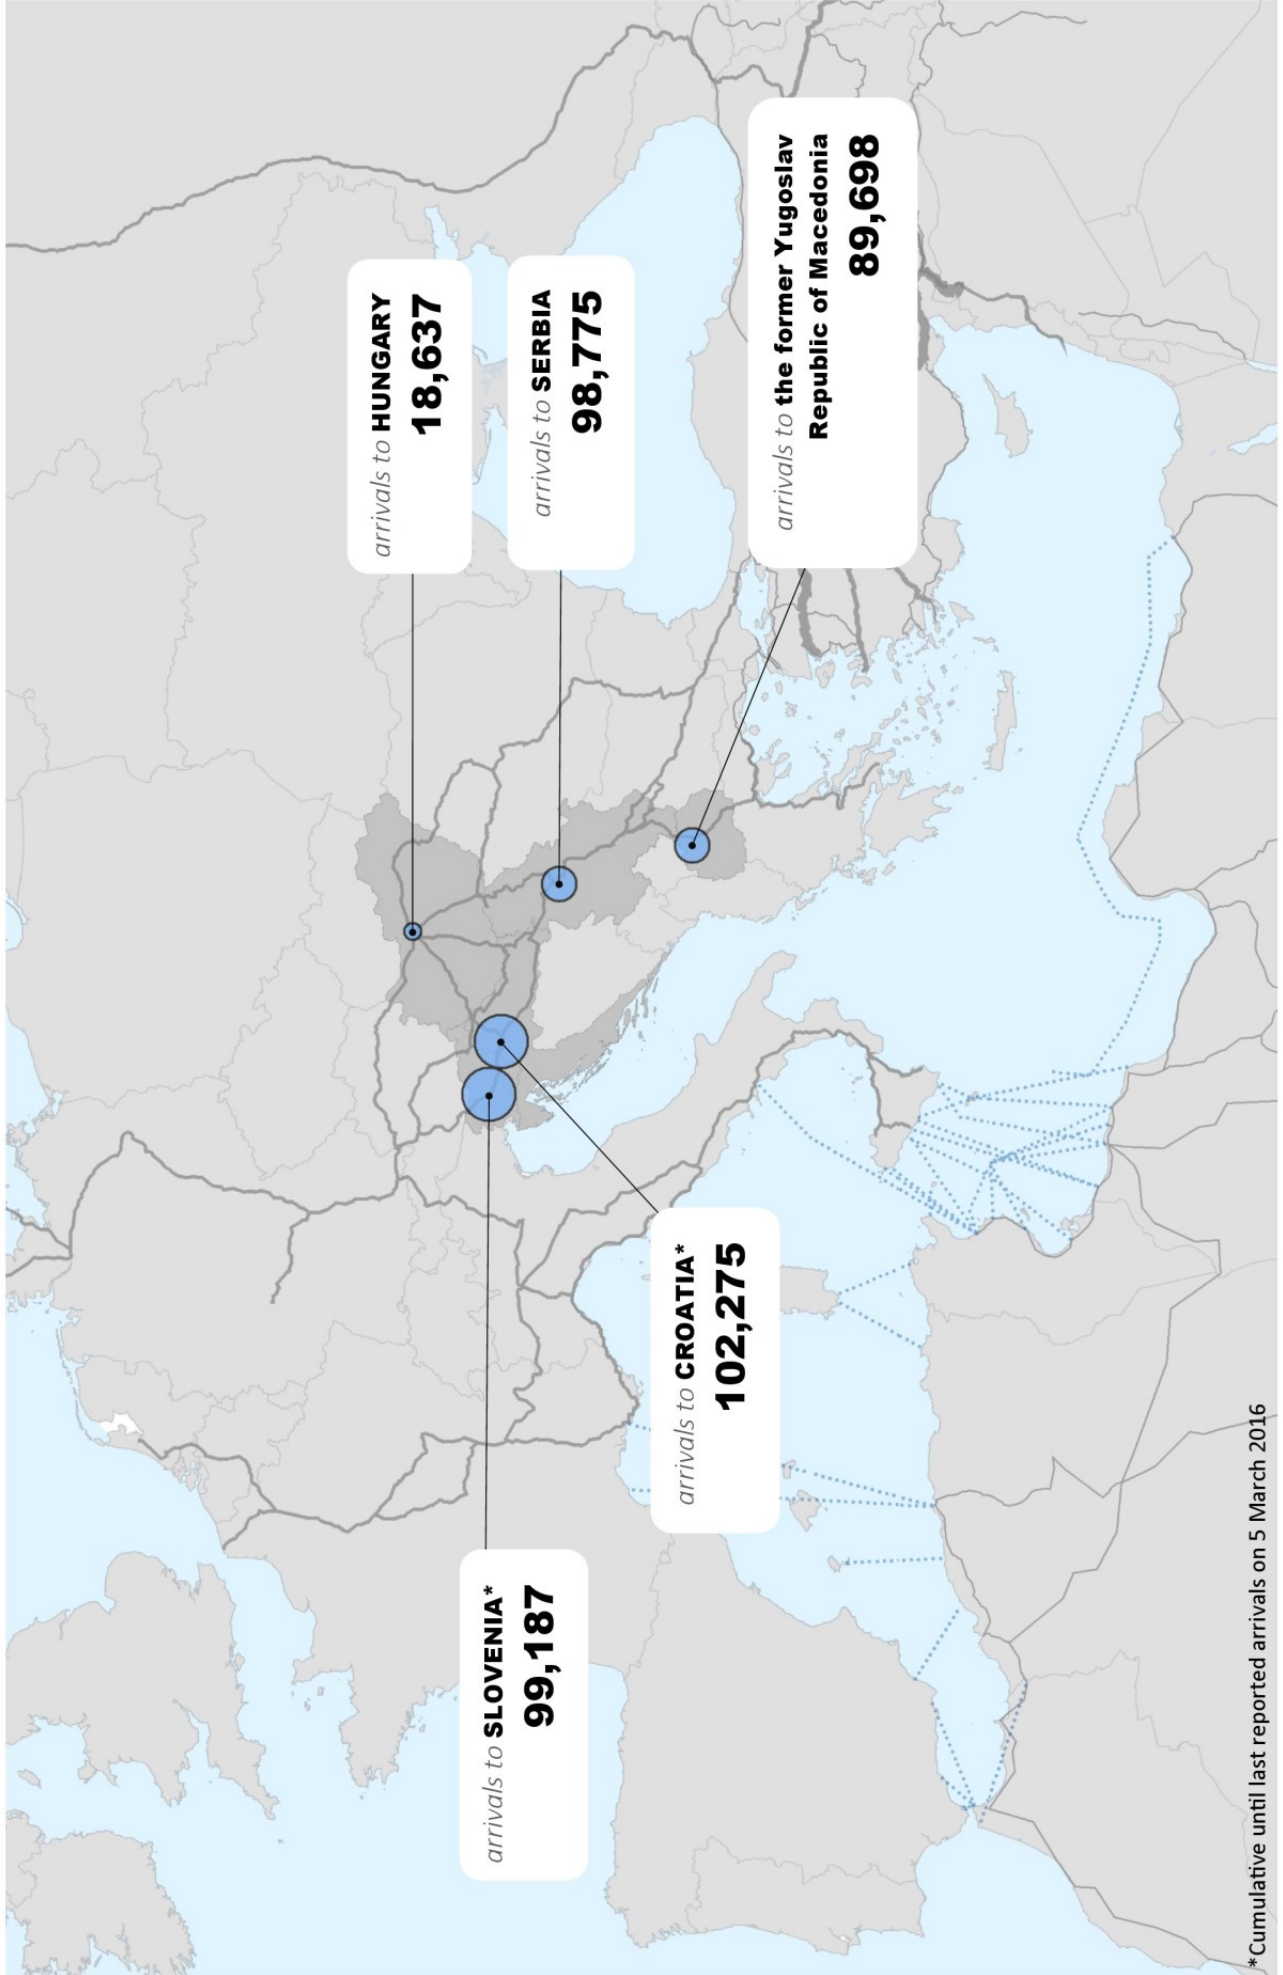 arrivals to HUNGARY
18,637
arrivals to SERBIA
98,775
arrivals to the former Yugoslav
Republic of Macedonia
89,698
arrivals to SLOVENIA*
99,187
arrivals to CROATIA*
102,275
*Cumulative until last reported arrivals on 5 March 2016